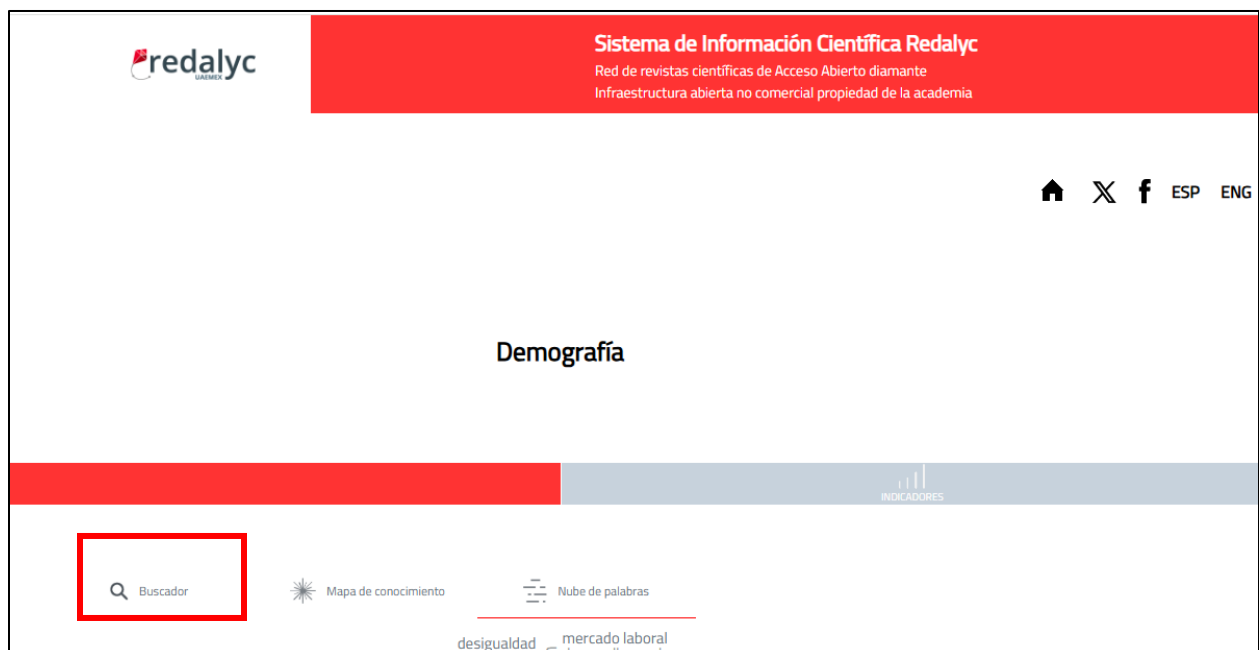 redalyc
UAEMEX
Sistema de Información Científica Redalyc
Red de revistas científicas de Acceso Abierto diamante
Infraestructura abierta no comercial propiedad de la academia
ESP ENG
Demografía
INDICADORES
Buscador
Mapa de conocimiento
Nube de palabras
desigualdad
mercado laboral